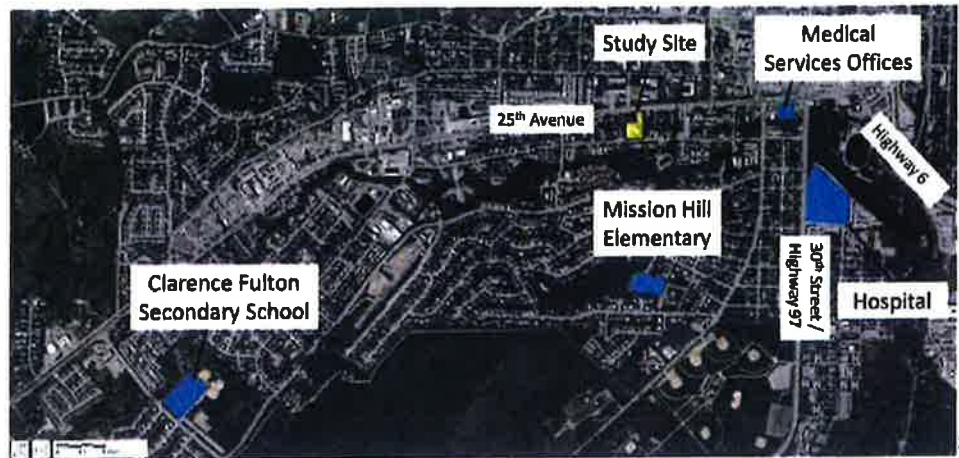 Study Site
Medical
Services Offices
25th Avenue
Highway 6
Mission Hill
Elementary
30th Street /
Highway 97
Hospital
Clarence Fulton
Secondary School